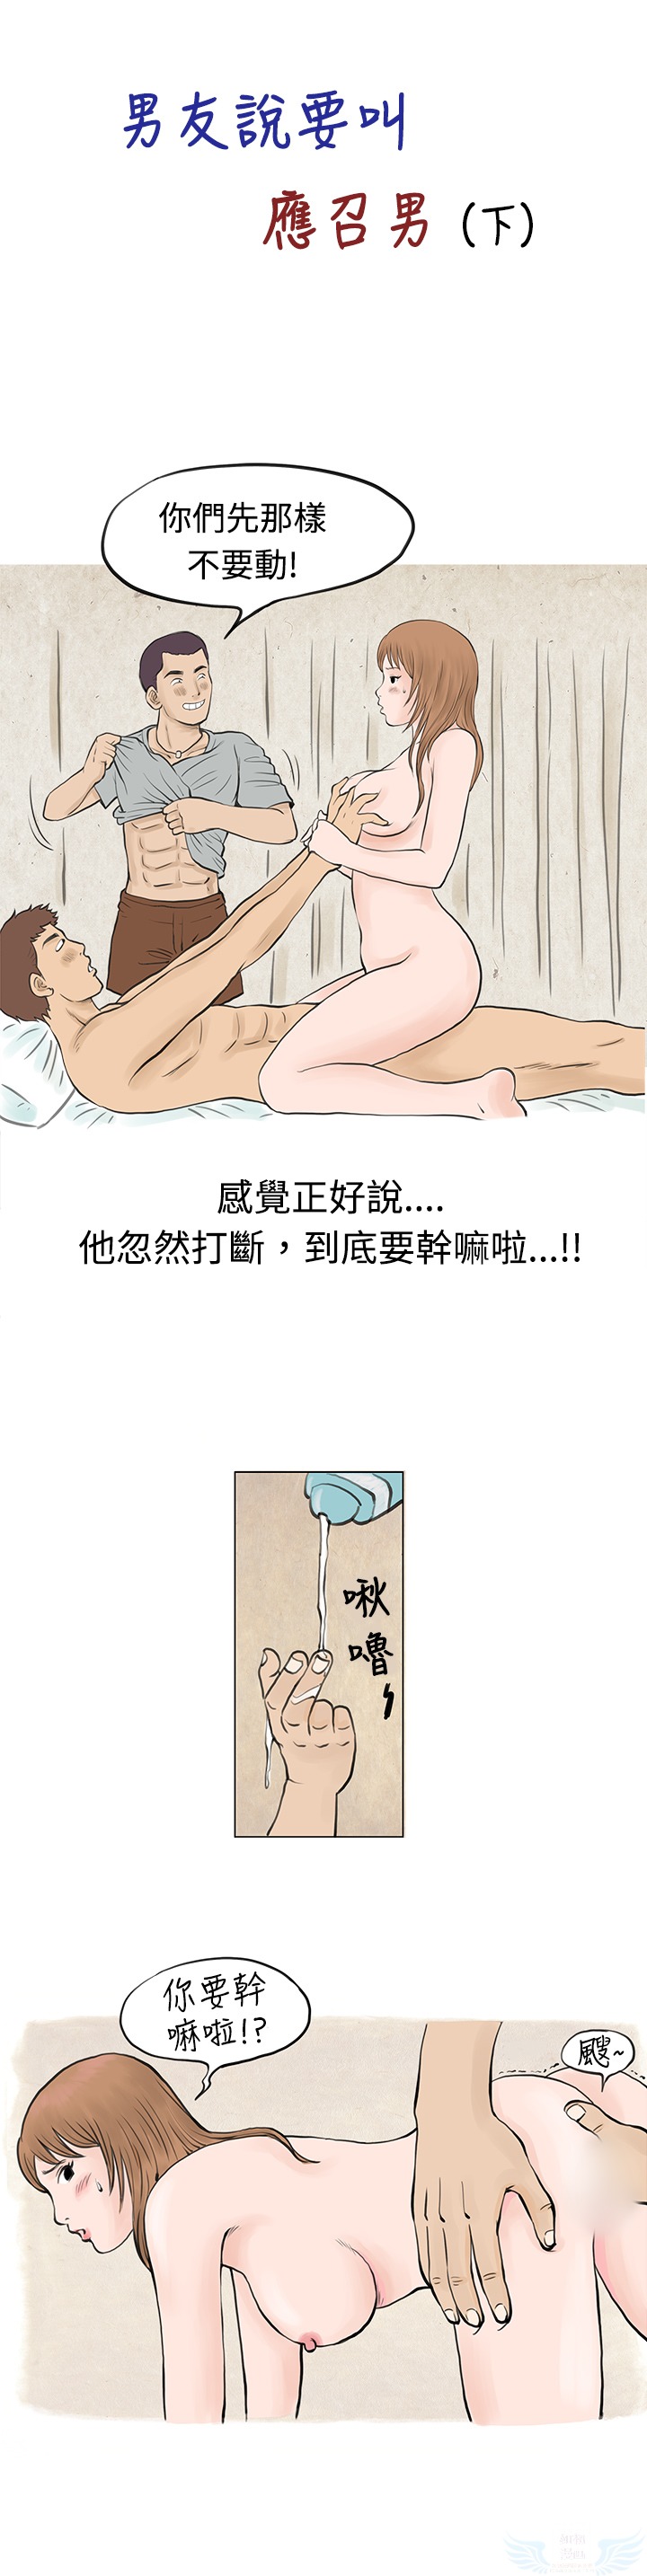 男友說要叫
應召男 (下)
你們先那樣
不要動!
感覺正好說....
他忽然打斷，到底要幹嘛啦...!!
啾
嚕
你要幹
嘛啦!?
颼~